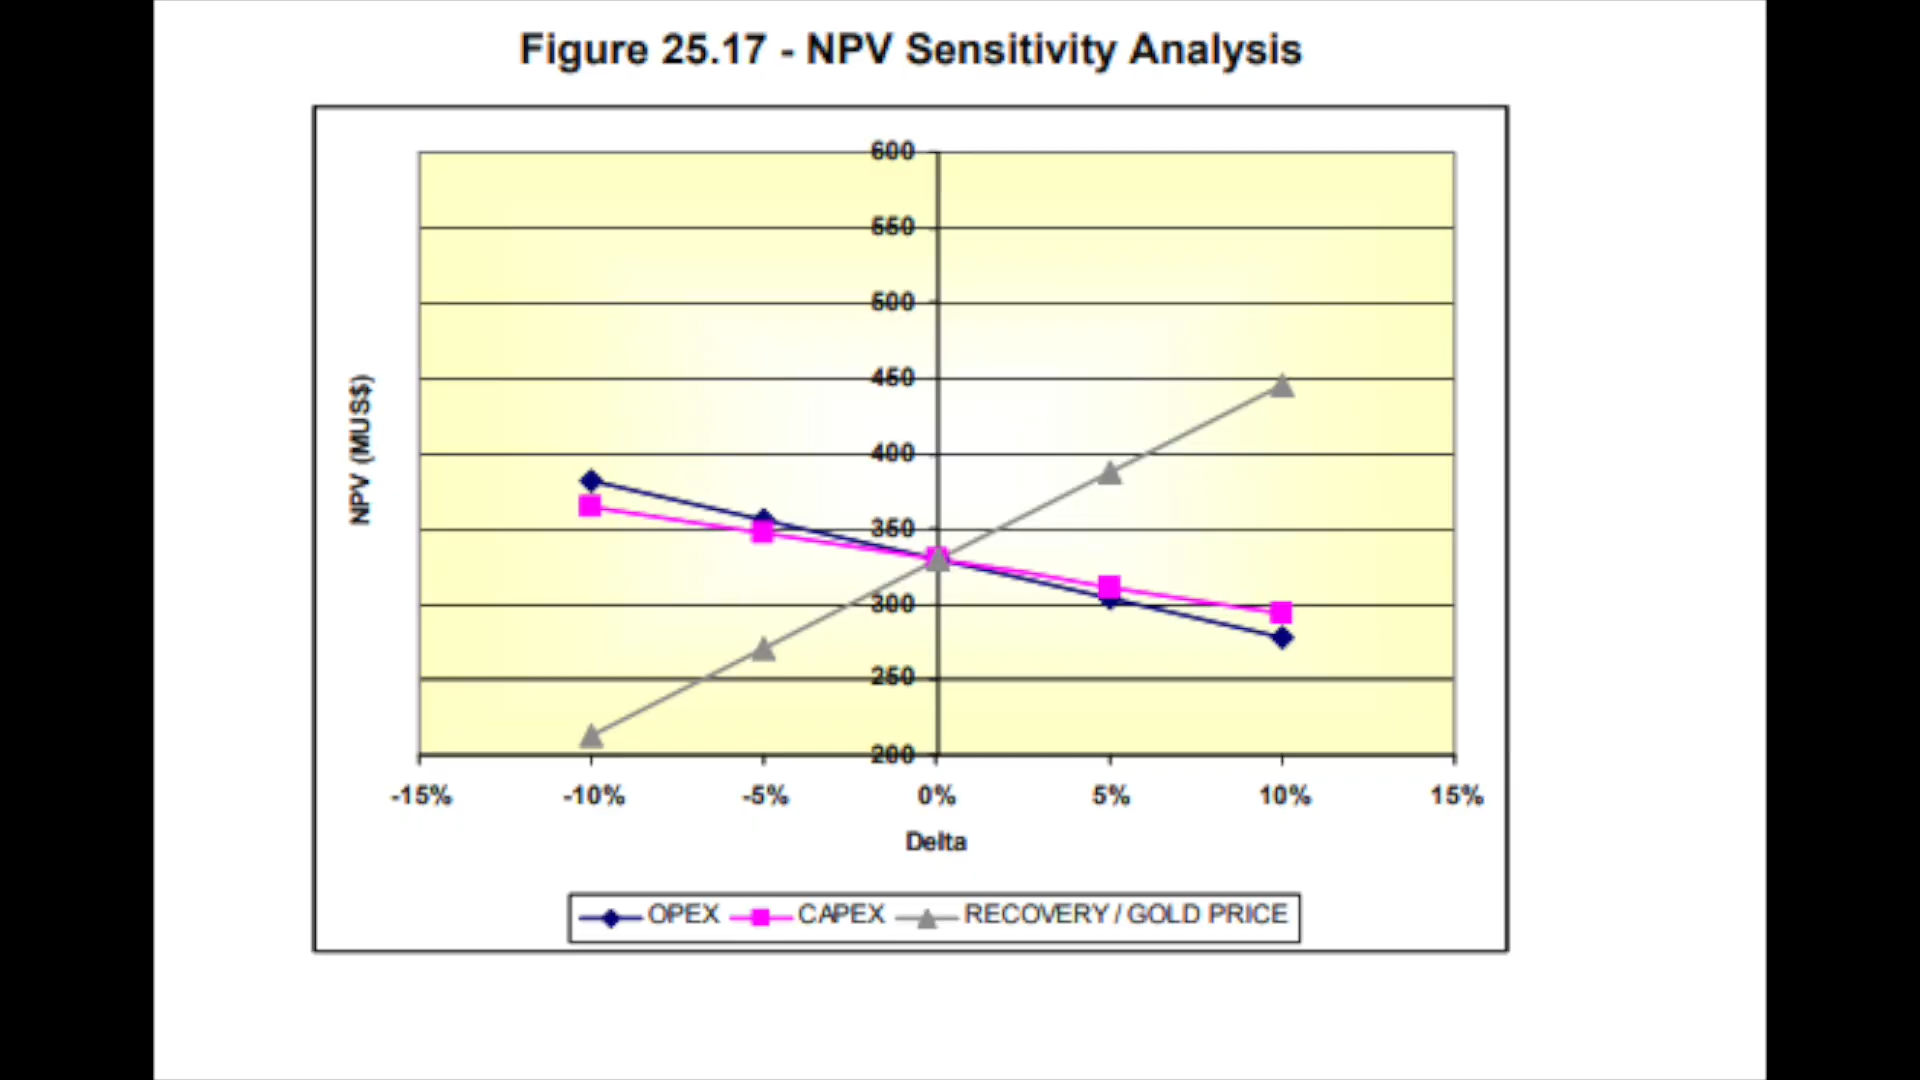 Figure 25.17 - NPV Sensitivity Analysis
600
550
500
450
400
350
300
250
200
NPV (MUS$)
-15% -10% -5% 0% 5% 10% 15%
Delta
OPEX CAPEX RECOVERY / GOLD PRICE